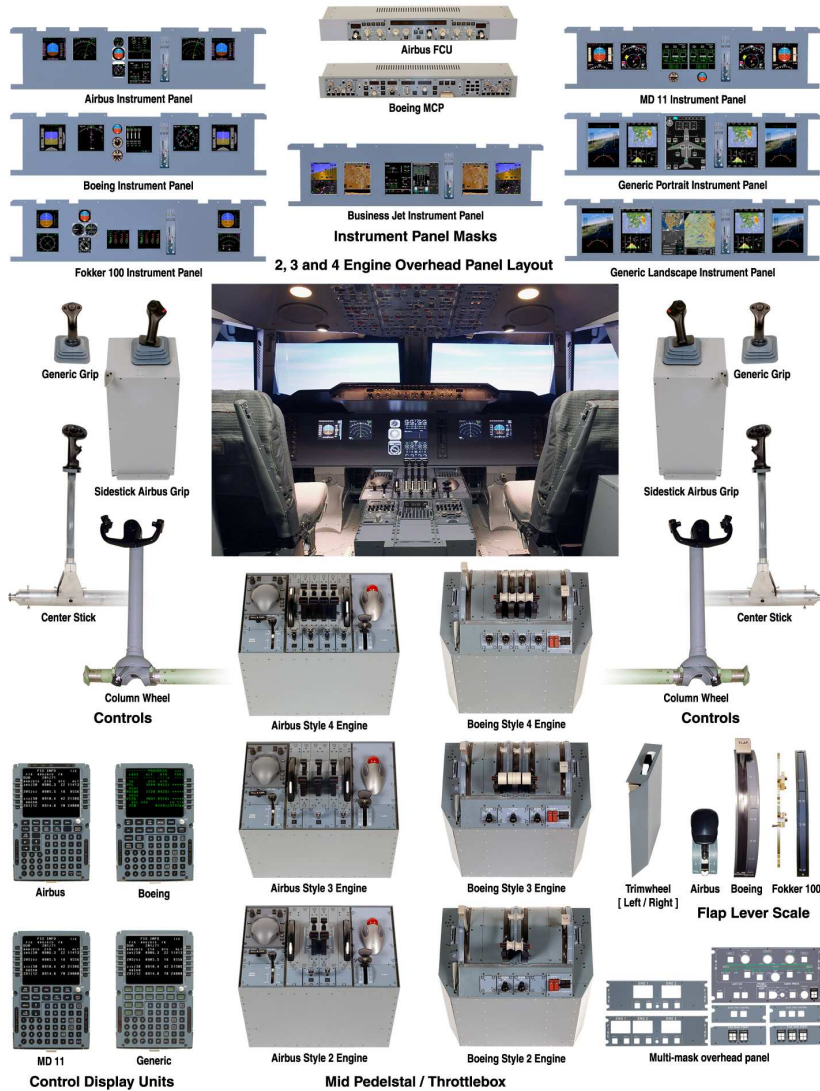 Airbus FCU
Airbus Instrument Panel
MD 11 Instrument Panel
Boeing MCP
Boeing Instrument Panel
Generic Portrait Instrument Panel
Business Jet Instrument Panel
Instrument Panel Masks
Fokker 100 Instrument Panel
2, 3 and 4 Engine Overhead Panel Layout
Generic Landscape Instrument Panel
Generic Grip
Generic Grip
Sidestick Airbus Grip
Sidestick Airbus Grip
Center Stick
Center Stick
Column Wheel
Column Wheel
Controls
Airbus Style 4 Engine
Boeing Style 4 Engine
Controls
FLAP
Airbus
Boeing
Airbus Style 3 Engine
Boeing Style 3 Engine
Trimwheel
[ Left / Right ]
Airbus
Boeing
Fokker 100
Flap Lever Scale
MD 11
Generic
Airbus Style 2 Engine
Boeing Style 2 Engine
Multi-mask overhead panel
Control Display Units
Mid Pedelstal / Throttlebox